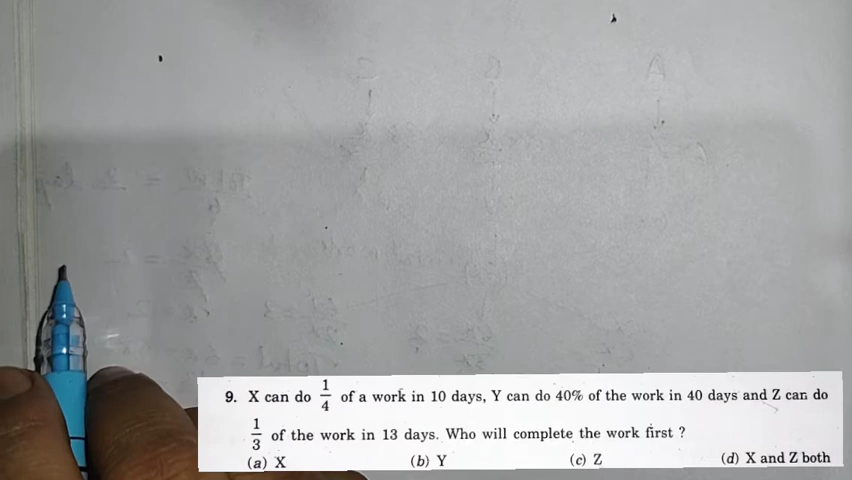 9. X can do 1/4 of a work in 10 days, Y can do 40% of the work in 40 days and Z can do
1/3 of the work in 13 days. Who will complete the work first ?
(a) X (b) Y (c) Z (d) X and Z both